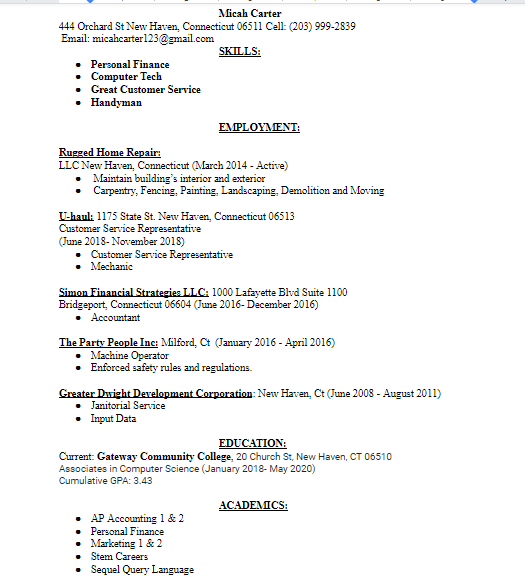 Micah Carter
444 Orchard St New Haven, Connecticut 06511 Cell: (203) 999-2839
Email: micahcarter123@gmail.com
SKILLS:
• Personal Finance
• Computer Tech
• Great Customer Service
• Handyman
EMPLOYMENT:
Rugged Home Repair:
LLC New Haven, Connecticut (March 2014 - Active)
• Maintain building's interior and exterior
• Carpentry, Fencing, Painting, Landscaping, Demolition and Moving
U-haul: 1175 State St. New Haven, Connecticut 06513
Customer Service Representative
(June 2018- November 2018)
• Customer Service Representative
• Mechanic
Simon Financial Strategies LLC: 1000 Lafayette Blvd Suite 1100
Bridgeport, Connecticut 06604 (June 2016- December 2016)
• Accountant
The Party People Inc: Milford, Ct (January 2016 - April 2016)
• Machine Operator
• Enforced safety rules and regulations.
Greater Dwight Development Corporation: New Haven, Ct (June 2008 - August 2011)
• Janitorial Service
• Input Data
EDUCATION:
Current: Gateway Community College, 20 Church St, New Haven, CT 06510
Associates in Computer Science (January 2018- May 2020)
Cumulative GPA: 3.43
ACADEMICS:
• AP Accounting 1 & 2
• Personal Finance
• Marketing 1 & 2
• Stem Careers
• Sequel Query Language